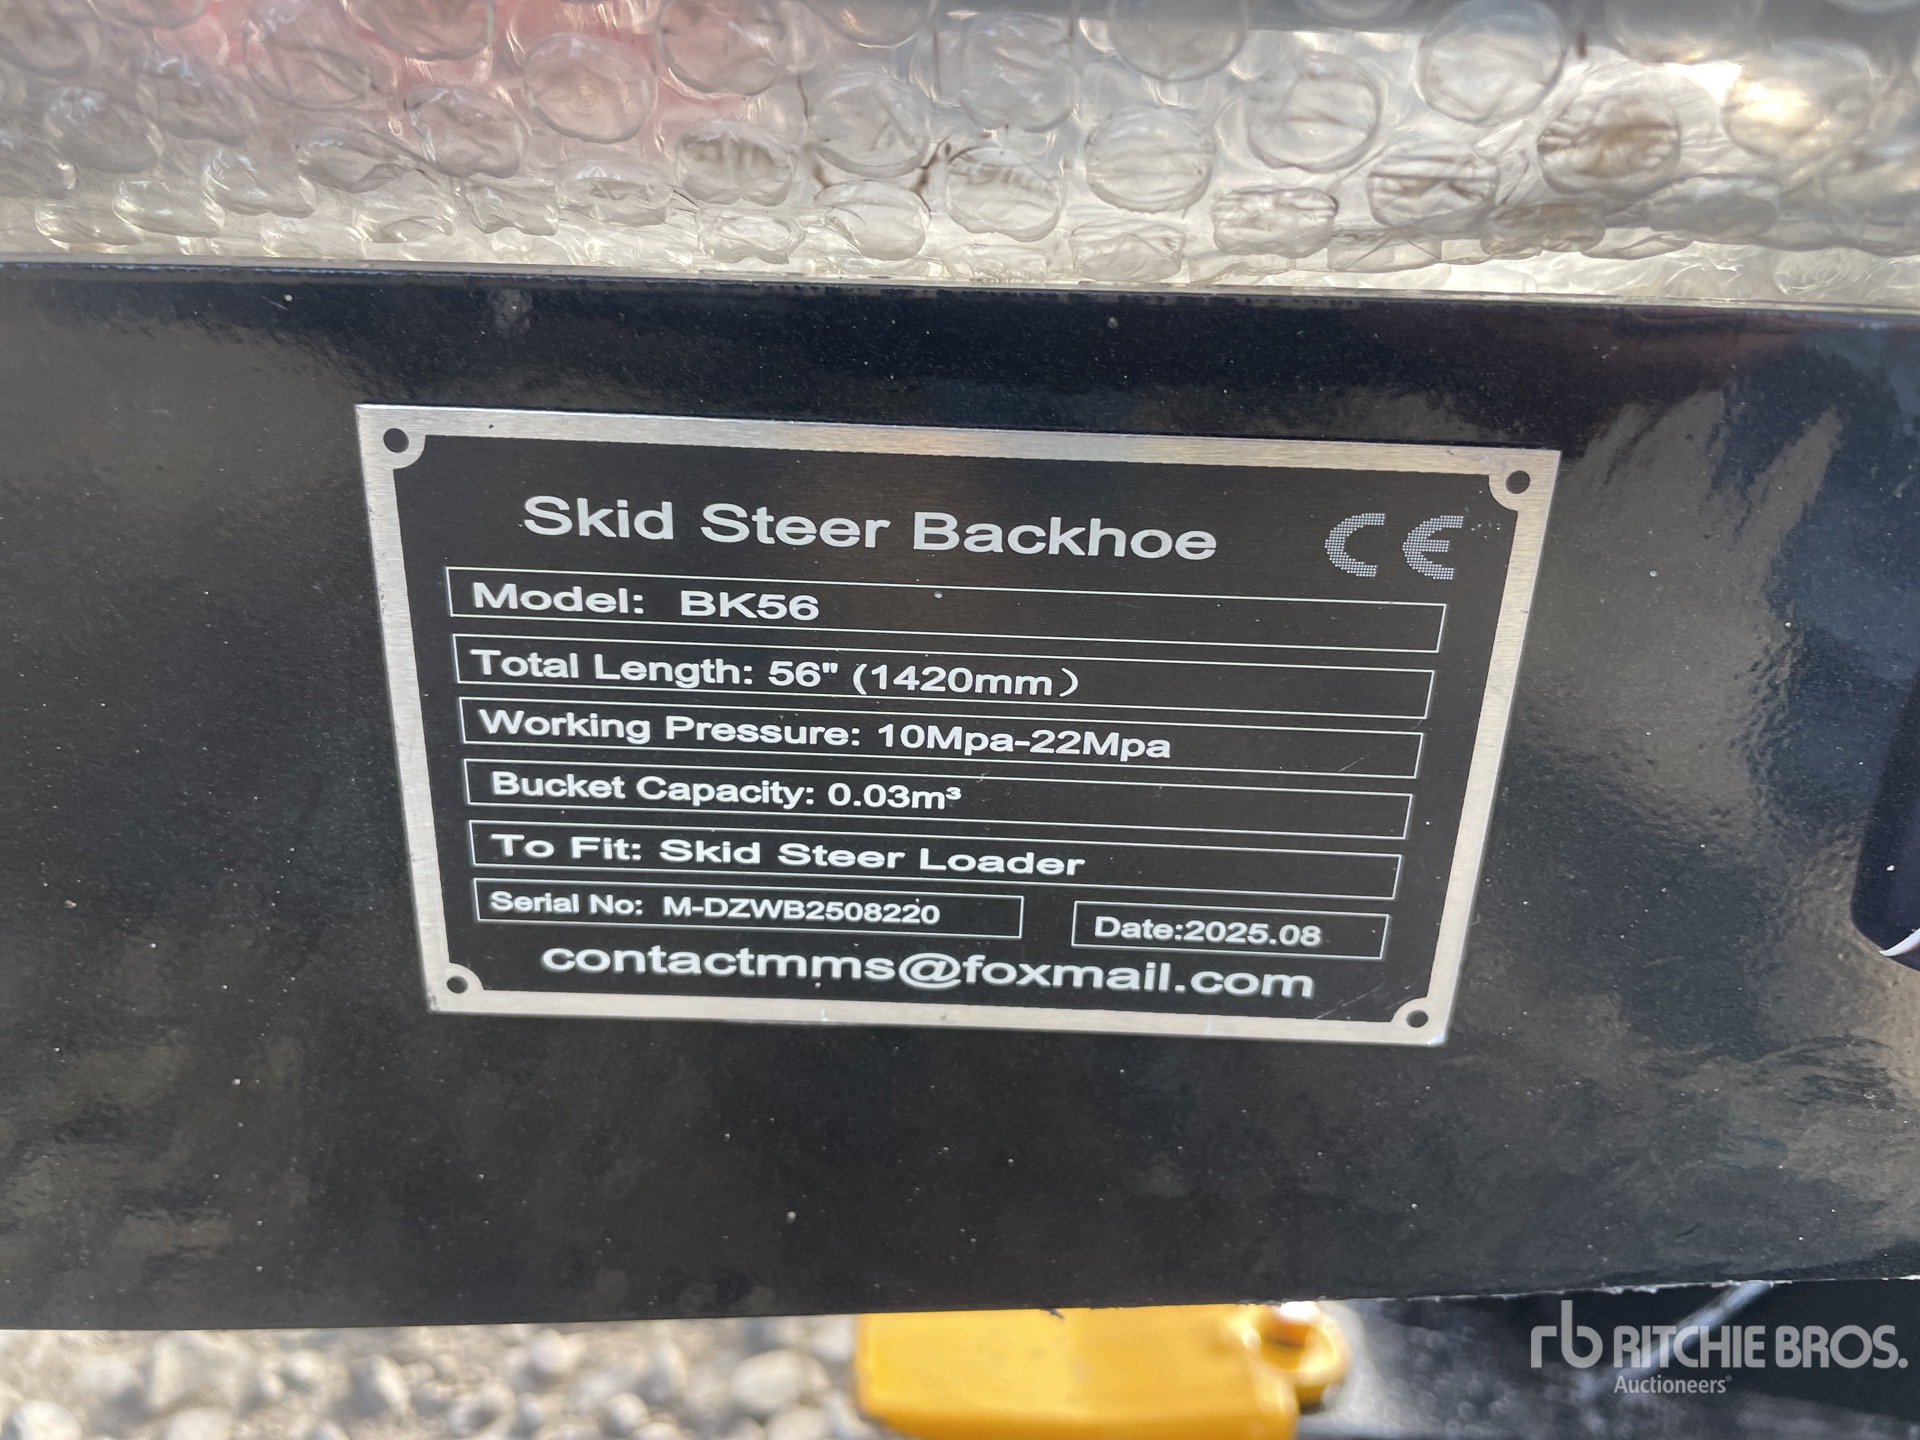 Skid Steer Backhoe CE
Model: BK56
Total Length: 56" (1420mm）
Working Pressure: 10Mpa-22Mpa
Bucket Capacity: 0.03m³
To Fit: Skid Steer Loader
Serial No: M-DZWB2508220 Date:2025.08
contactmms@foxmail.com
rb RITCHIE BROS.
Auctioneers®